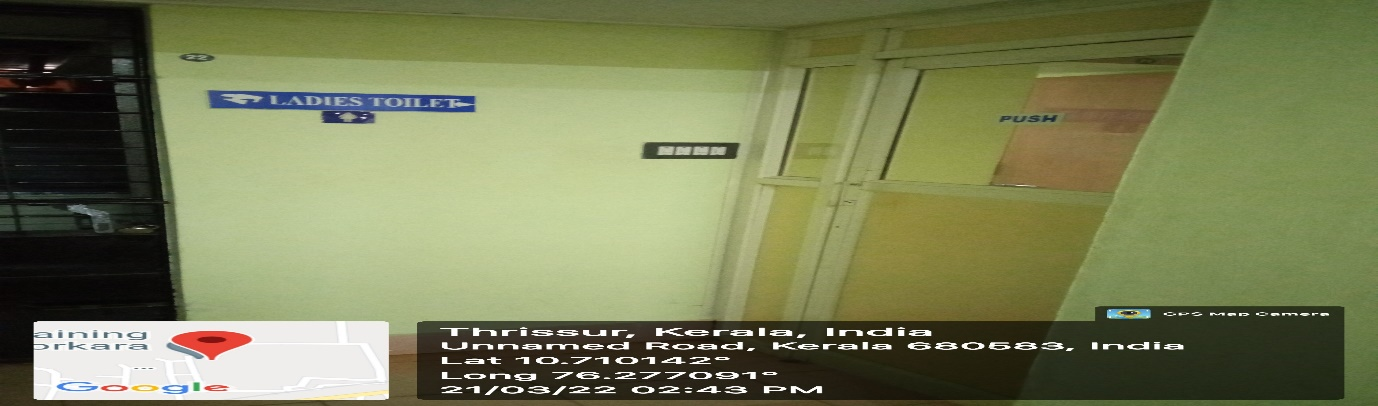 22
LADIES TOILET
PUSH
GPS Map Camera
aining
orkara
Google
Thrissur, Kerala, India
Unnamed Road, Kerala 680583, India
Lat 10.710142°
Long 76.277091°
21/03/22 02:43 PM